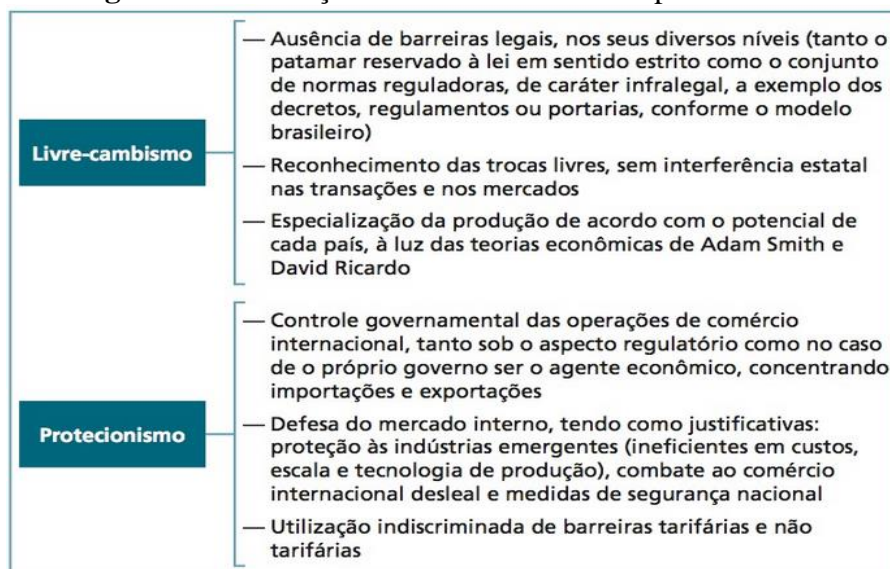 Livre-cambismo
— Ausência de barreiras legais, nos seus diversos níveis (tanto o
patamar reservado à lei em sentido estrito como o conjunto
de normas reguladoras, de caráter infralegal, a exemplo dos
decretos, regulamentos ou portarias, conforme o modelo
brasileiro)
— Reconhecimento das trocas livres, sem interferência estatal
nas transações e nos mercados
— Especialização da produção de acordo com o potencial de
cada país, à luz das teorias econômicas de Adam Smith e
David Ricardo
Protecionismo
— Controle governamental das operações de comércio
internacional, tanto sob o aspecto regulatório como no caso
de o próprio governo ser o agente econômico, concentrando
importações e exportações
— Defesa do mercado interno, tendo como justificativas:
proteção às indústrias emergentes (ineficientes em custos,
escala e tecnologia de produção), combate ao comércio
internacional desleal e medidas de segurança nacional
— Utilização indiscriminada de barreiras tarifárias e não
tarifárias